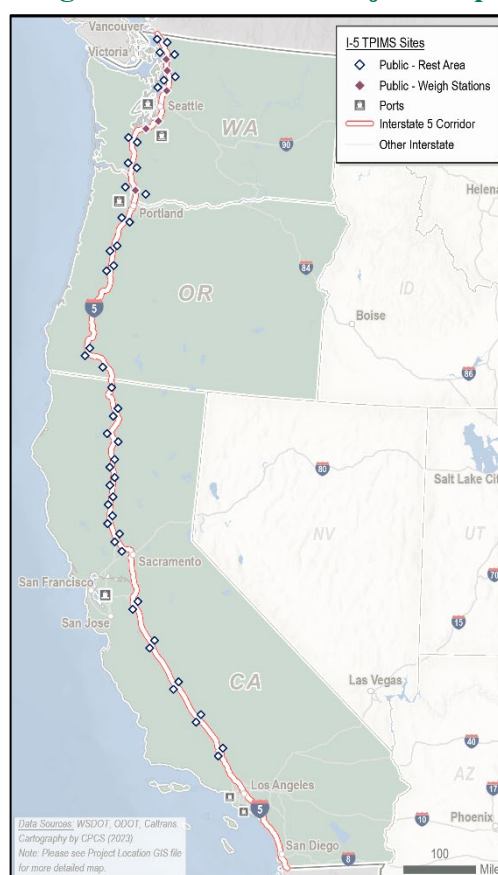 Vancouver
Victoria
Seattle
WA
90
Helena
Portland
84
OR
ID
5
Boise
86
Salt Lake City
80
NV
UT
Sacramento
70
San Francisco
San Jose
15
CA
Las Vegas
40
AZ
17
Los Angeles
5
10
Phoenix
San Diego
8
I-5 TPIMS Sites
Public - Rest Area
Public - Weigh Stations
Ports
Interstate 5 Corridor
Other Interstate
Data Sources: WSDOT, ODOT, Caltrans.
Cartography by CPCS (2023)
Note: Please see Project Location GIS file
for more detailed map.
100
Mile